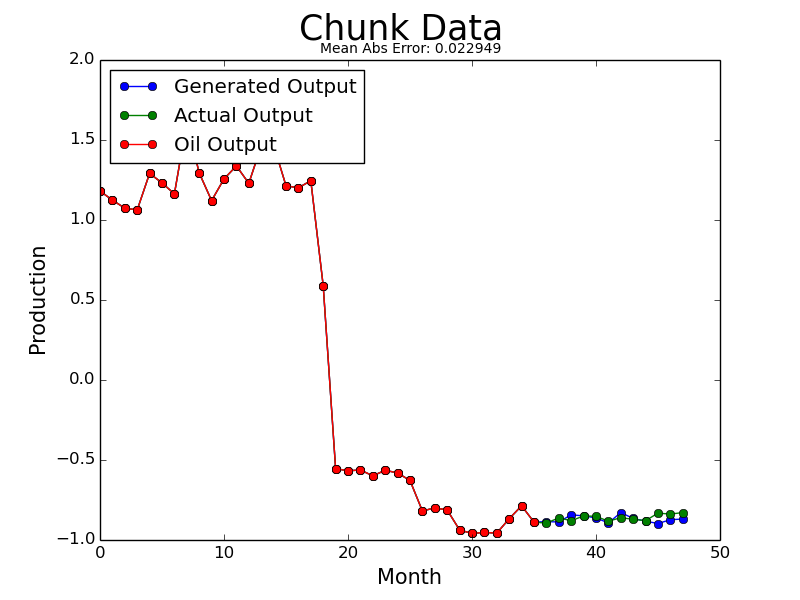 Chunk Data
Mean Abs Error: 0.022949
2.0
Generated Output
Actual Output
1.5
Oil Output
1.0
0.5
Production
0.0
−0.5
−1.0
0 10 20 30 40 50
Month